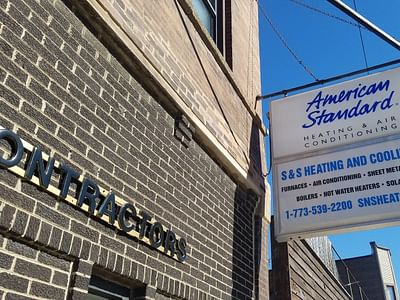 ONTRACTORS
American
Standard
HEATING & AIR
CONDITIONING
S & S HEATING AND COOLI
FURNACES • AIR CONDITIONING • SHEET METAL
BOILERS • HOT WATER HEATERS • SOLA
1-773-539-2200 SNSHEAT